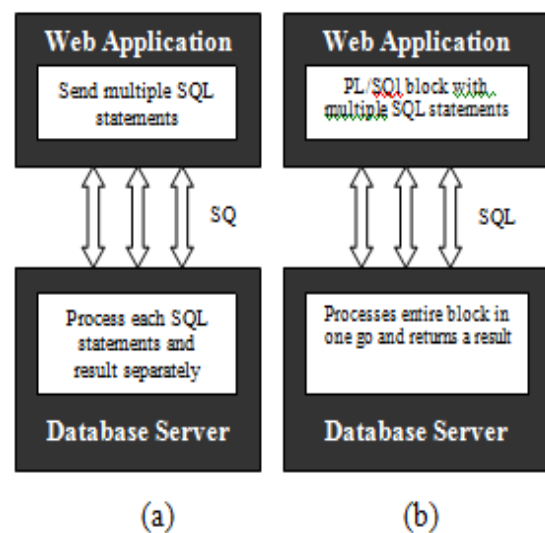 Web Application
Send multiple SQL
statements
SQ
Process each SQL
statements and
result separately
Database Server
(a)
Web Application
PL/SQl block with
multiple SQL statements
SQL
Processes entire block in
one go and returns a result
Database Server
(b)